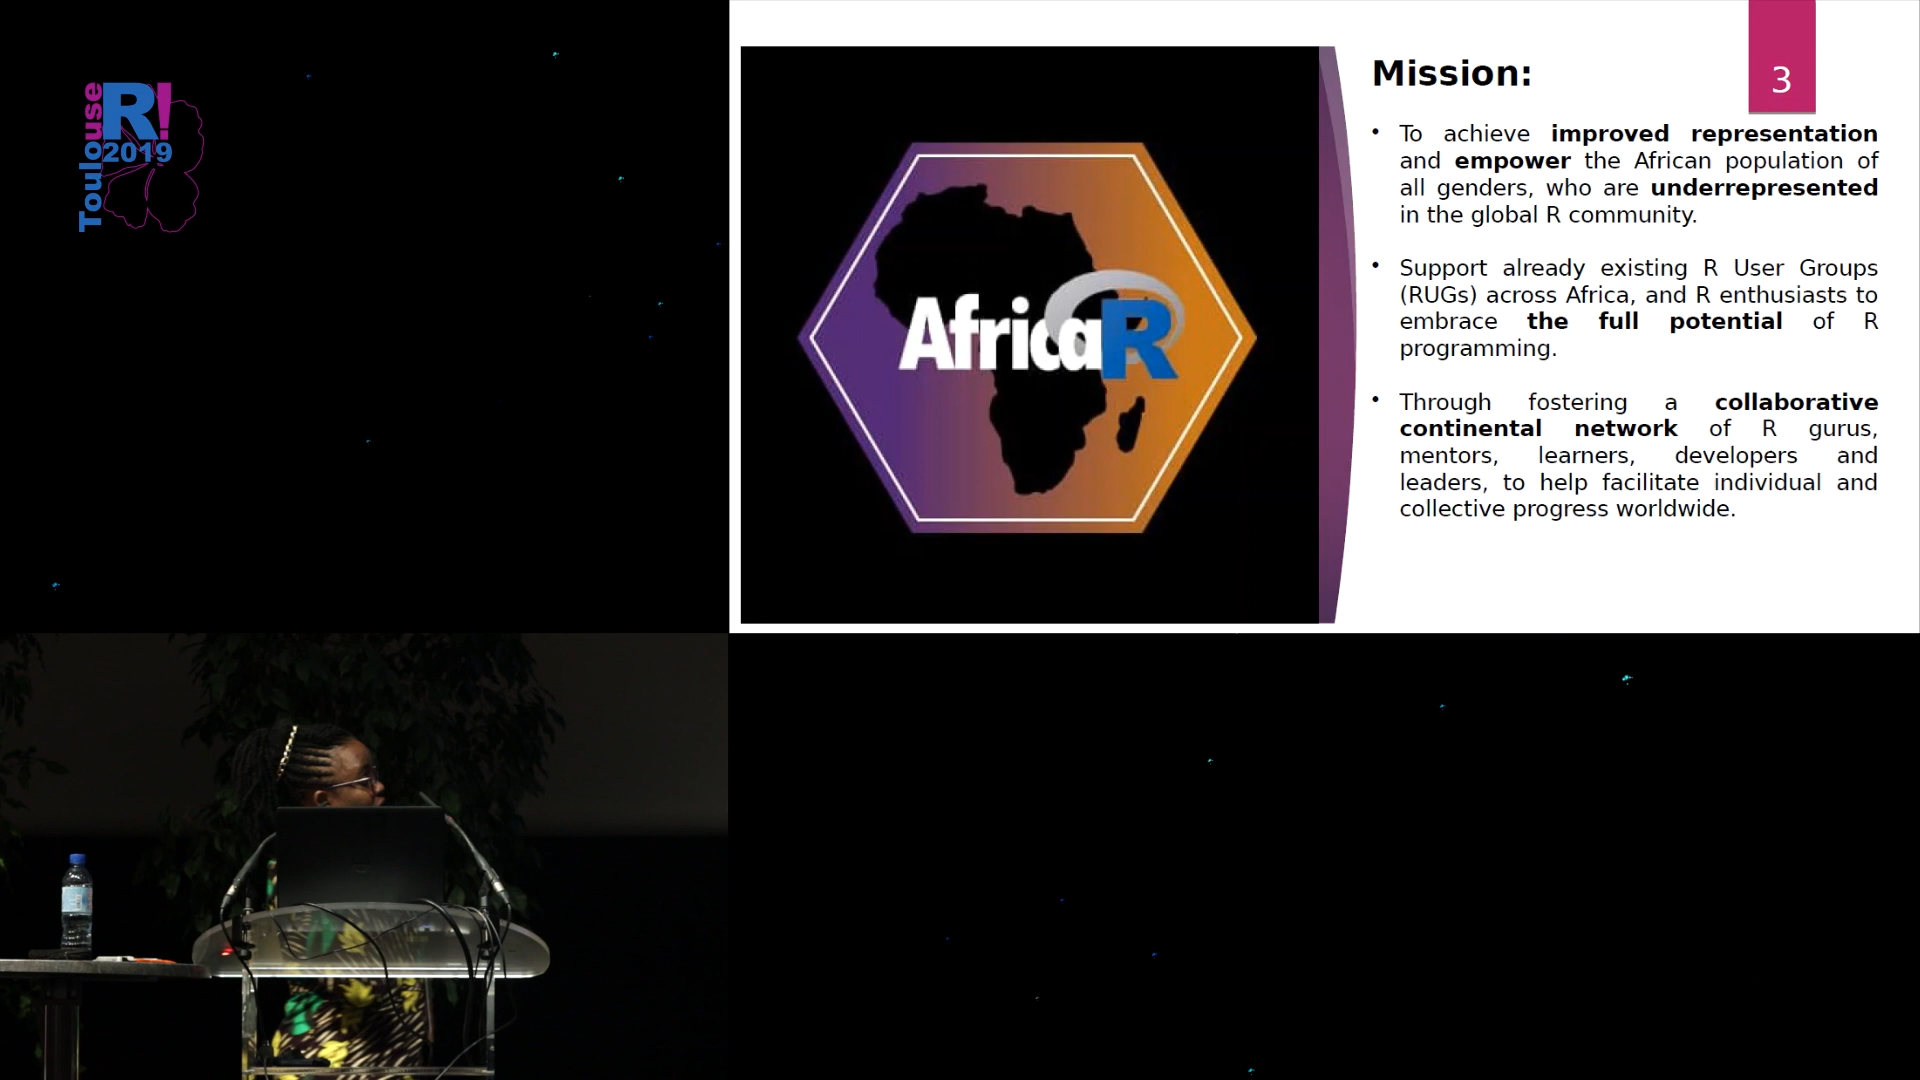 Toulouse
R!
2019
3
Mission:
• To achieve improved representation
and empower the African population of
all genders, who are underrepresented
in the global R community.
• Support already existing R User Groups
(RUGs) across Africa, and R enthusiasts to
embrace the full potential of R
programming.
• Through fostering a collaborative
continental network of R gurus,
mentors, learners, developers and
leaders, to help facilitate individual and
collective progress worldwide.
AfricaR